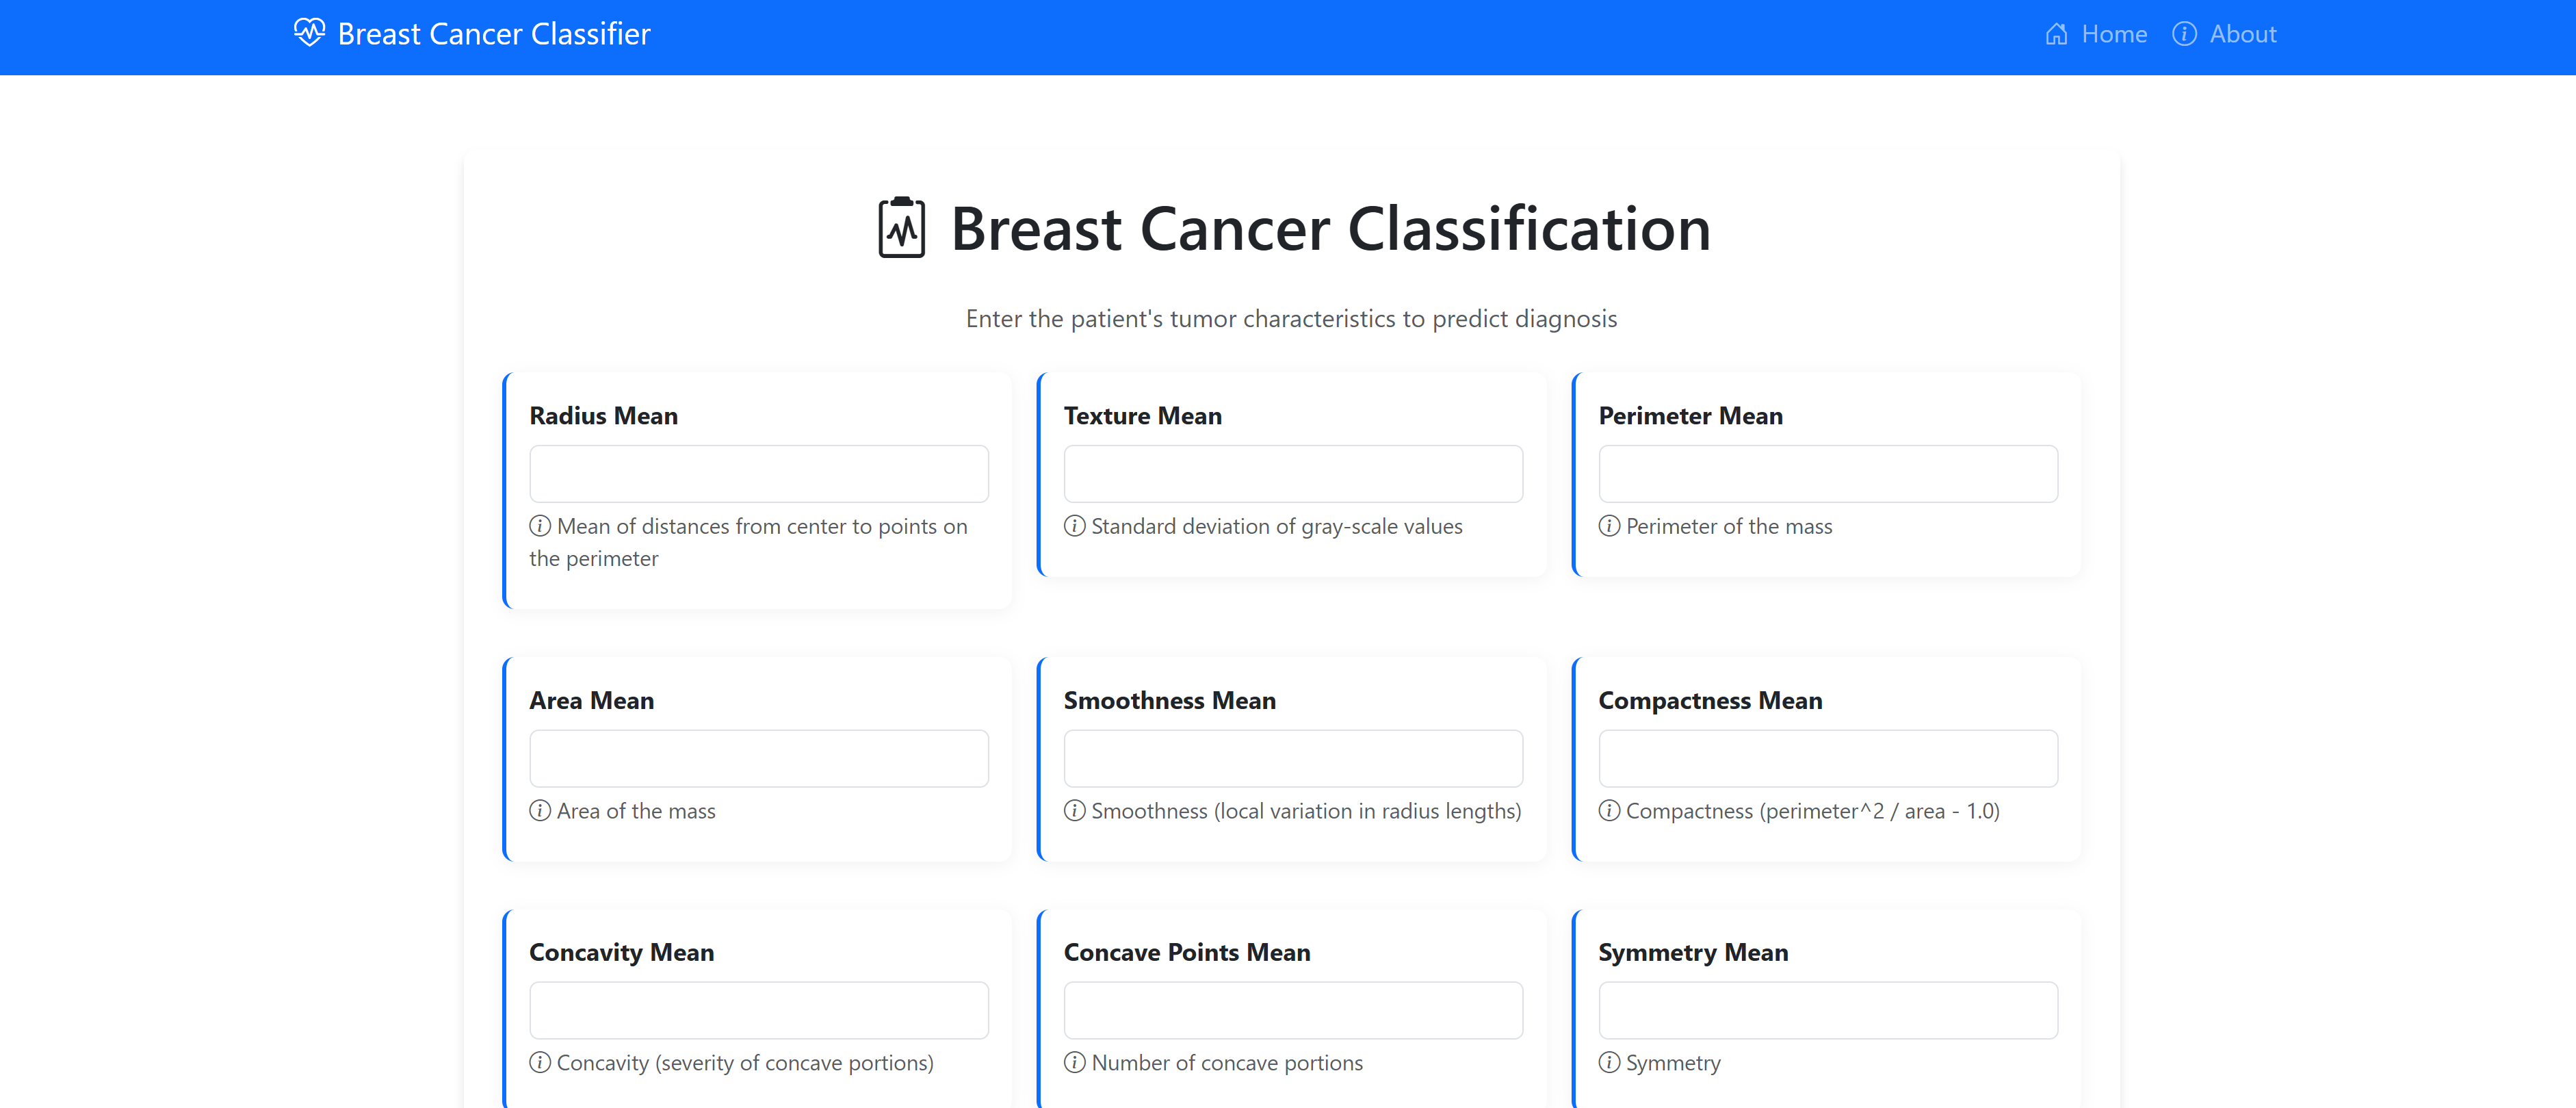 Breast Cancer Classifier
Home
About
Breast Cancer Classification
Enter the patient's tumor characteristics to predict diagnosis
Radius Mean
Mean of distances from center to points on
the perimeter
Texture Mean
Standard deviation of gray-scale values
Perimeter Mean
Perimeter of the mass
Area Mean
Area of the mass
Smoothness Mean
Smoothness (local variation in radius lengths)
Compactness Mean
Compactness (perimeter^2 / area - 1.0)
Concavity Mean
Concavity (severity of concave portions)
Concave Points Mean
Number of concave portions
Symmetry Mean
Symmetry